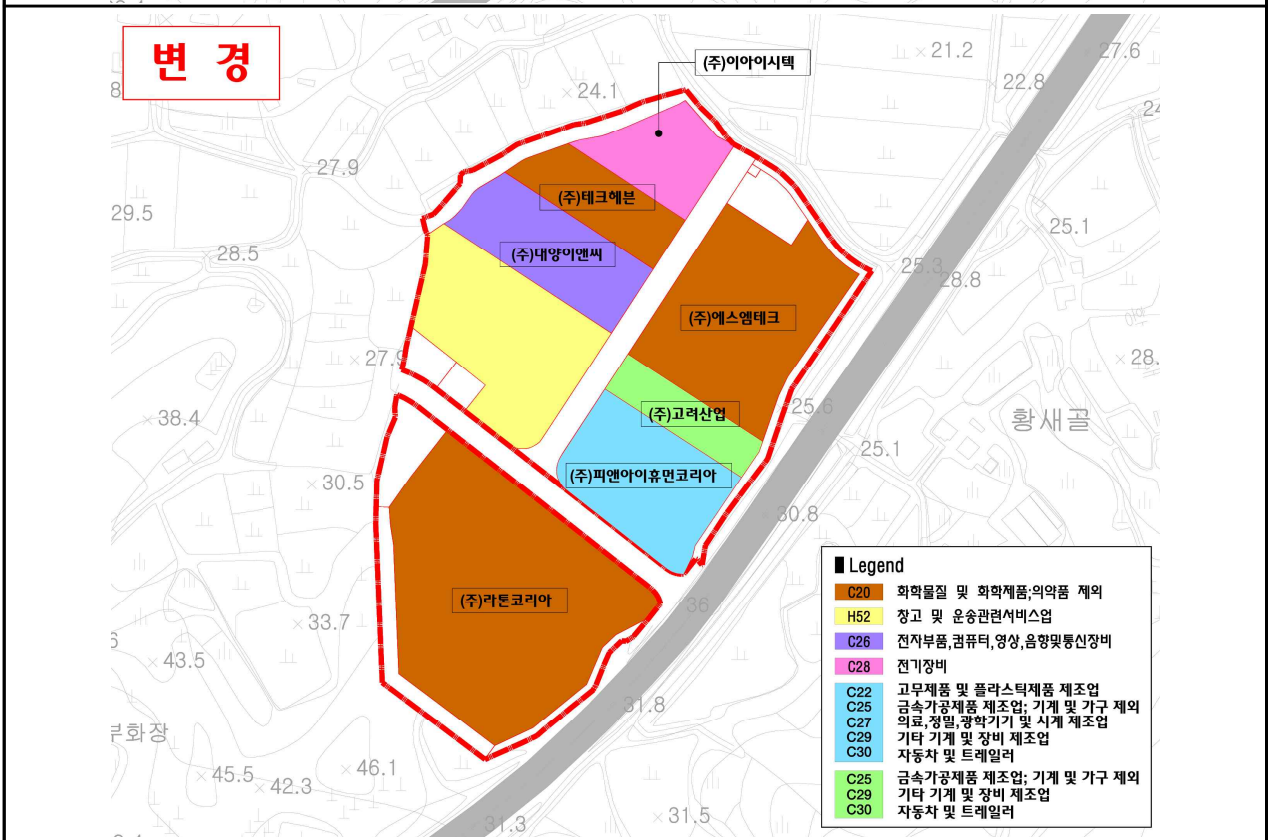 변 경
(주)이아이시텍
21.2
27.6
22.8
24.1
27.9
(주)테크헤븐
29.5
25.1
28.5
(주)대양이앤씨
25.3
28.8
(주)에스엠테크
27.9
28.
38.4
25.6
(주)고려산업
황새골
25.1
(주)피앤아이휴먼코리아
30.5
30.8
Legend
C20 화학물질 및 화학제품;의약품 제외
(주)라톤코리아
36
H52 창고 및 운송관련서비스업
33.7
C26 전자부품,컴퓨터,영상,음향및통신장비
43.5
C28 전기장비
C22 고무제품 및 플라스틱제품 제조업
C25 금속가공제품 제조업; 기계 및 가구 제외
31.8
C27 의료,정밀,광학기기 및 시계 제조업
부화장
C29 기타 기계 및 장비 제조업
C30 자동차 및 트레일러
45.5
46.1
42.3
C25 금속가공제품 제조업; 기계 및 가구 제외
C29 기타 기계 및 장비 제조업
C30 자동차 및 트레일러
31.3
31.5